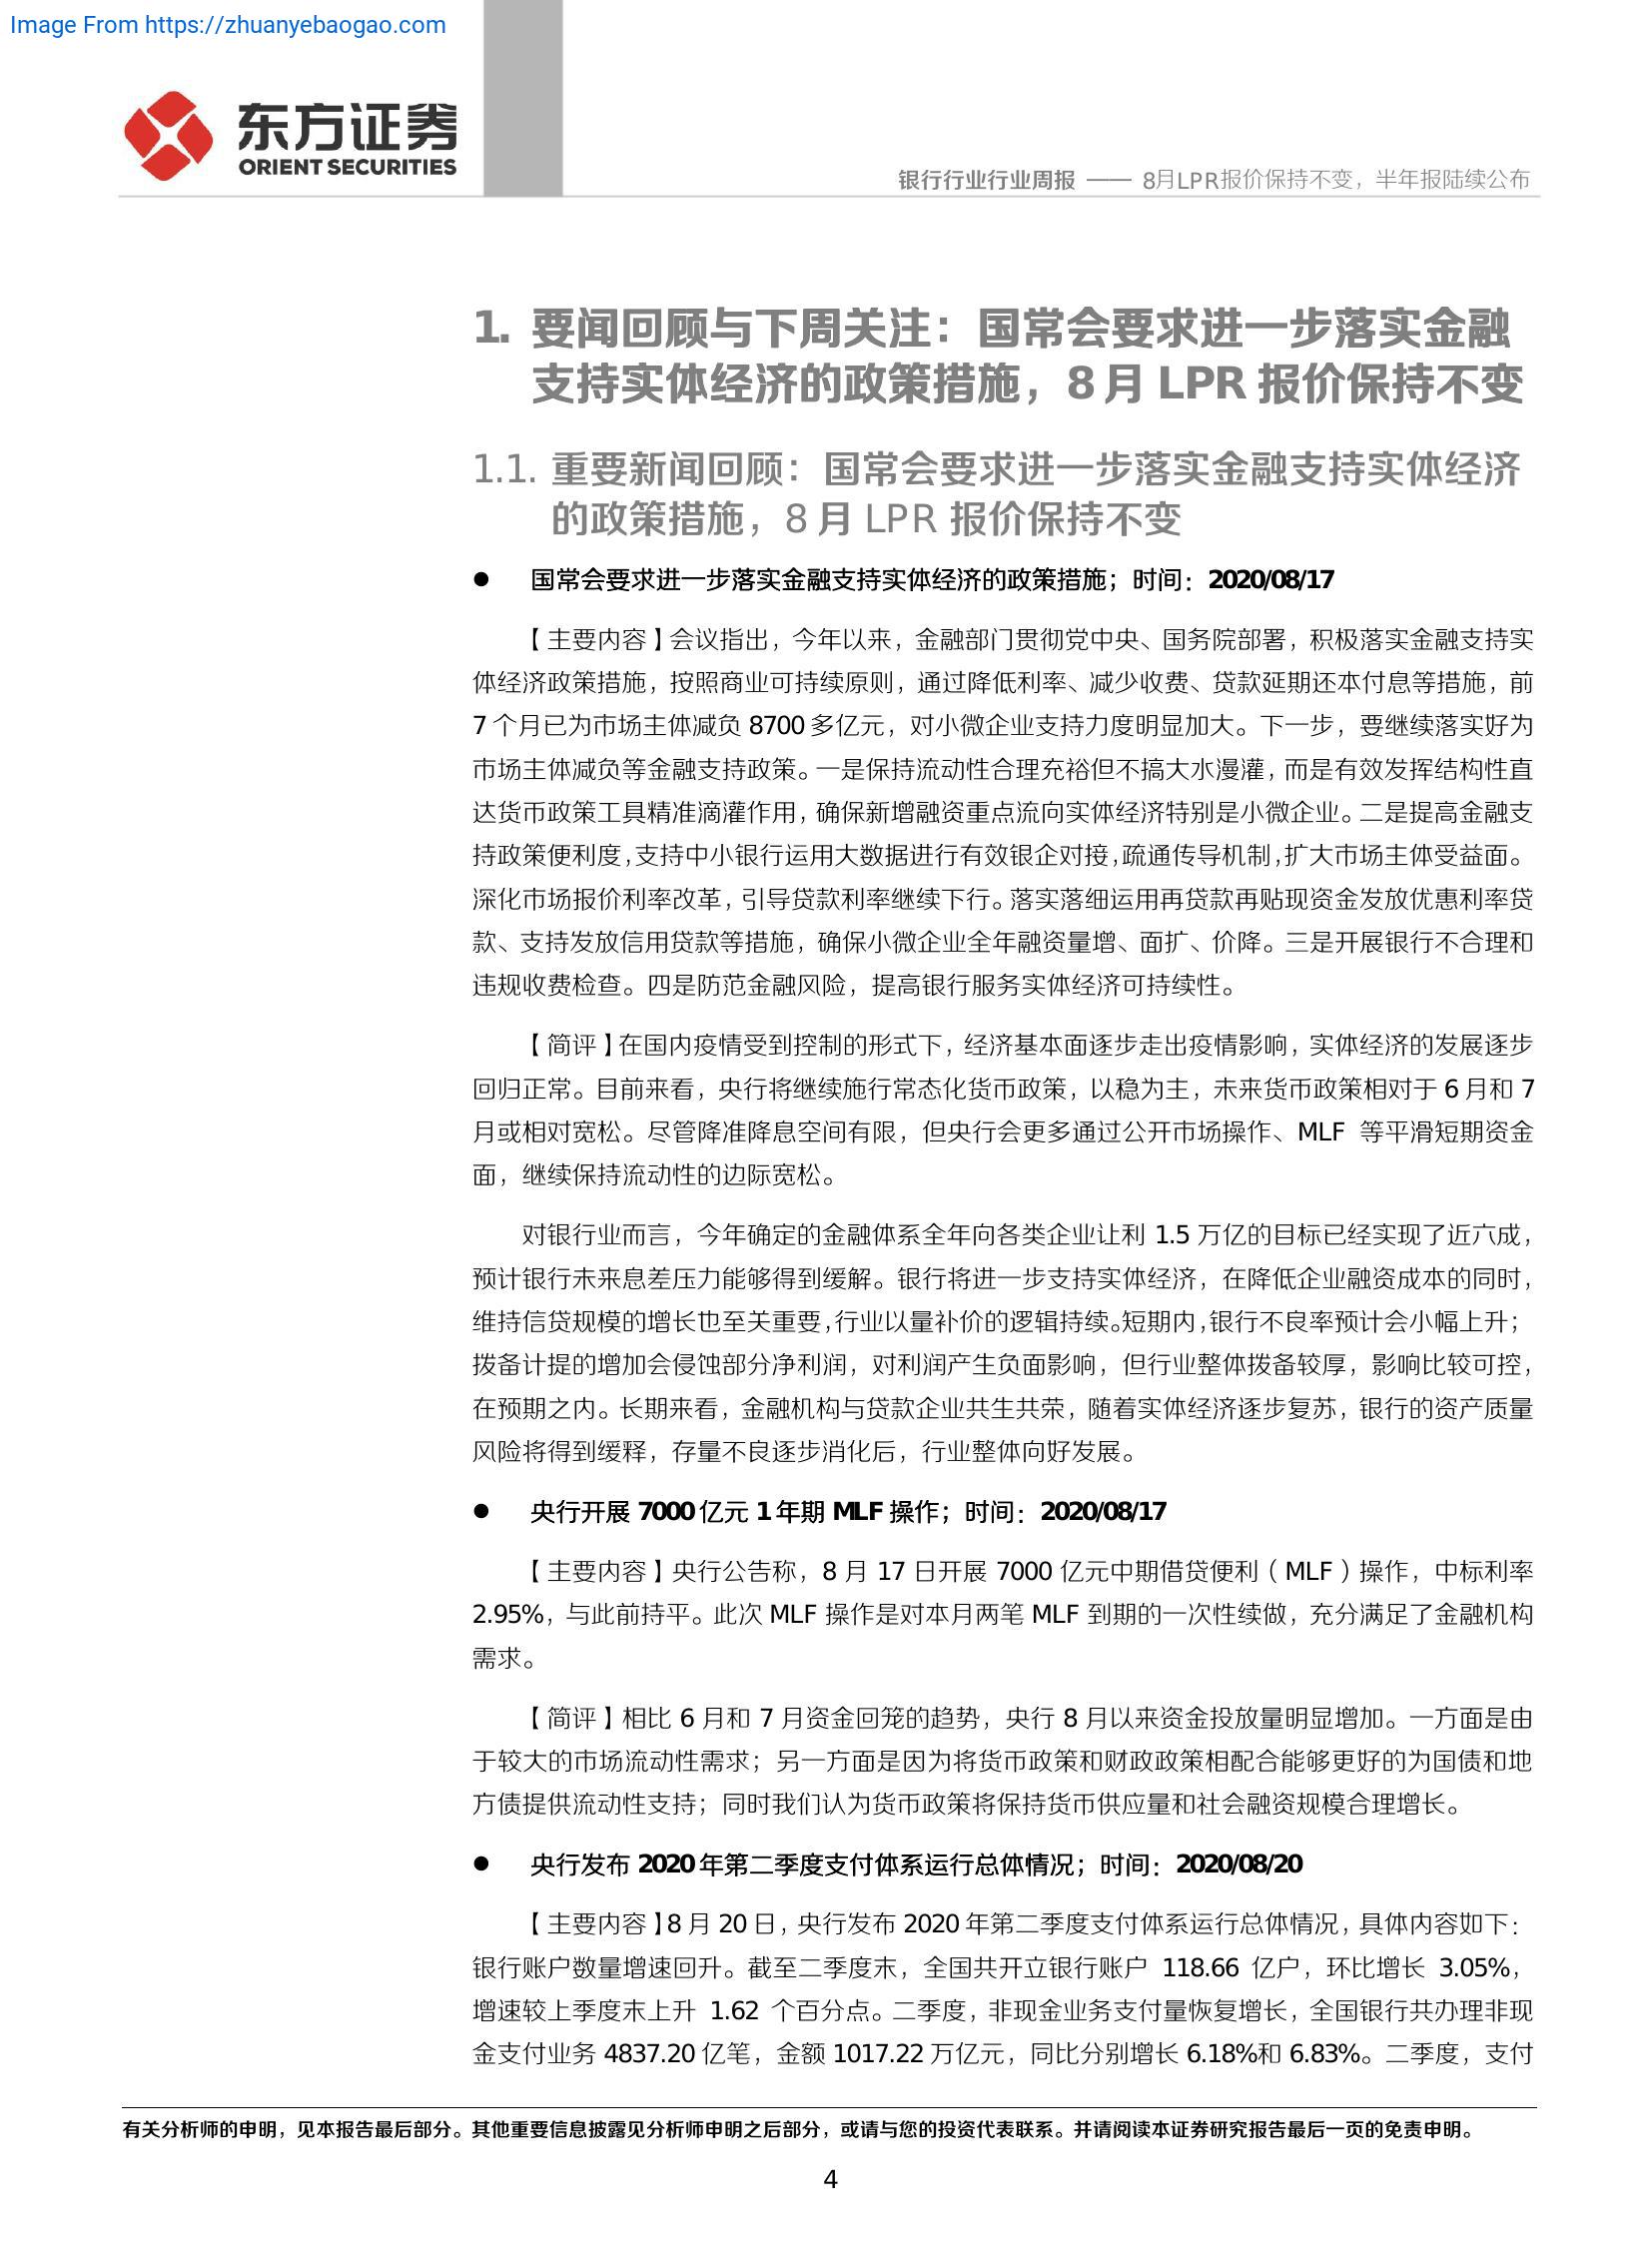 Image From https://zhuanyebaogao.com
东方证券
ORIENT SECURITIES
银行行业行业周报 —— 8月LPR报价保持不变，半年报陆续公布
1. 要闻回顾与下周关注：国常会要求进一步落实金融
支持实体经济的政策措施，8 月 LPR 报价保持不变
1.1. 重要新闻回顾：国常会要求进一步落实金融支持实体经济
的政策措施，8 月 LPR 报价保持不变
● 国常会要求进一步落实金融支持实体经济的政策措施；时间：2020/08/17
【主要内容】会议指出，今年以来，金融部门贯彻党中央、国务院部署，积极落实金融支持实
体经济政策措施，按照商业可持续原则，通过降低利率、减少收费、贷款延期还本付息等措施，前
7 个月已为市场主体减负 8700 多亿元，对小微企业支持力度明显加大。下一步，要继续落实好为
市场主体减负等金融支持政策。一是保持流动性合理充裕但不搞大水漫灌，而是有效发挥结构性直
达货币政策工具精准滴灌作用，确保新增融资重点流向实体经济特别是小微企业。二是提高金融支
持政策便利度，支持中小银行运用大数据进行有效银企对接，疏通传导机制，扩大市场主体受益面。
深化市场报价利率改革，引导贷款利率继续下行。落实落细运用再贷款再贴现资金发放优惠利率贷
款、支持发放信用贷款等措施，确保小微企业全年融资量增、面扩、价降。三是开展银行不合理和
违规收费检查。四是防范金融风险，提高银行服务实体经济可持续性。
【简评】在国内疫情受到控制的形式下，经济基本面逐步走出疫情影响，实体经济的发展逐步
回归正常。目前来看，央行将继续施行常态化货币政策，以稳为主，未来货币政策相对于 6 月和 7
月或相对宽松。尽管降准降息空间有限，但央行会更多通过公开市场操作、MLF 等平滑短期资金
面，继续保持流动性的边际宽松。
对银行业而言，今年确定的金融体系全年向各类企业让利 1.5 万亿的目标已经实现了近六成，
预计银行未来息差压力能够得到缓解。银行将进一步支持实体经济，在降低企业融资成本的同时，
维持信贷规模的增长也至关重要，行业以量补价的逻辑持续。短期内，银行不良率预计会小幅上升；
拨备计提的增加会侵蚀部分净利润，对利润产生负面影响，但行业整体拨备较厚，影响比较可控，
在预期之内。长期来看，金融机构与贷款企业共生共荣，随着实体经济逐步复苏，银行的资产质量
风险将得到缓释，存量不良逐步消化后，行业整体向好发展。
● 央行开展 7000 亿元 1 年期 MLF 操作；时间：2020/08/17
【主要内容】央行公告称，8 月 17 日开展 7000 亿元中期借贷便利（MLF）操作，中标利率
2.95%，与此前持平。此次 MLF 操作是对本月两笔 MLF 到期的一次性续做，充分满足了金融机构
需求。
【简评】相比 6 月和 7 月资金回笼的趋势，央行 8 月以来资金投放量明显增加。一方面是由
于较大的市场流动性需求；另一方面是因为将货币政策和财政政策相配合能够更好的为国债和地
方债提供流动性支持；同时我们认为货币政策将保持货币供应量和社会融资规模合理增长。
● 央行发布 2020 年第二季度支付体系运行总体情况；时间：2020/08/20
【主要内容】8 月 20 日，央行发布 2020 年第二季度支付体系运行总体情况，具体内容如下：
银行账户数量增速回升。截至二季度末，全国共开立银行账户 118.66 亿户，环比增长 3.05%，
增速较上季度末上升 1.62 个百分点。二季度，非现金业务支付量恢复增长，全国银行共办理非现
金支付业务 4837.20 亿笔，金额 1017.22 万亿元，同比分别增长 6.18%和 6.83%。二季度，支付
有关分析师的申明，见本报告最后部分。其他重要信息披露见分析师申明之后部分，或请与您的投资代表联系。并请阅读本证券研究报告最后一页的免责申明。
4